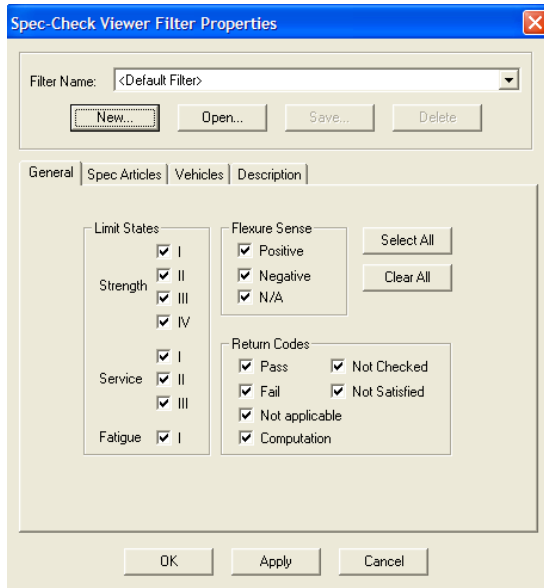 Spec-Check Viewer Filter Properties
Filter Name: <Default Filter>
New... Open... Save... Delete
General Spec Articles Vehicles Description
Limit States
Strength
I
II
III
IV
Service
I
II
III
Fatigue I
Flexure Sense
Positive
Negative
N/A
Select All
Clear All
Return Codes
Pass Not Checked
Fail Not Satisfied
Not applicable
Computation
OK Apply Cancel